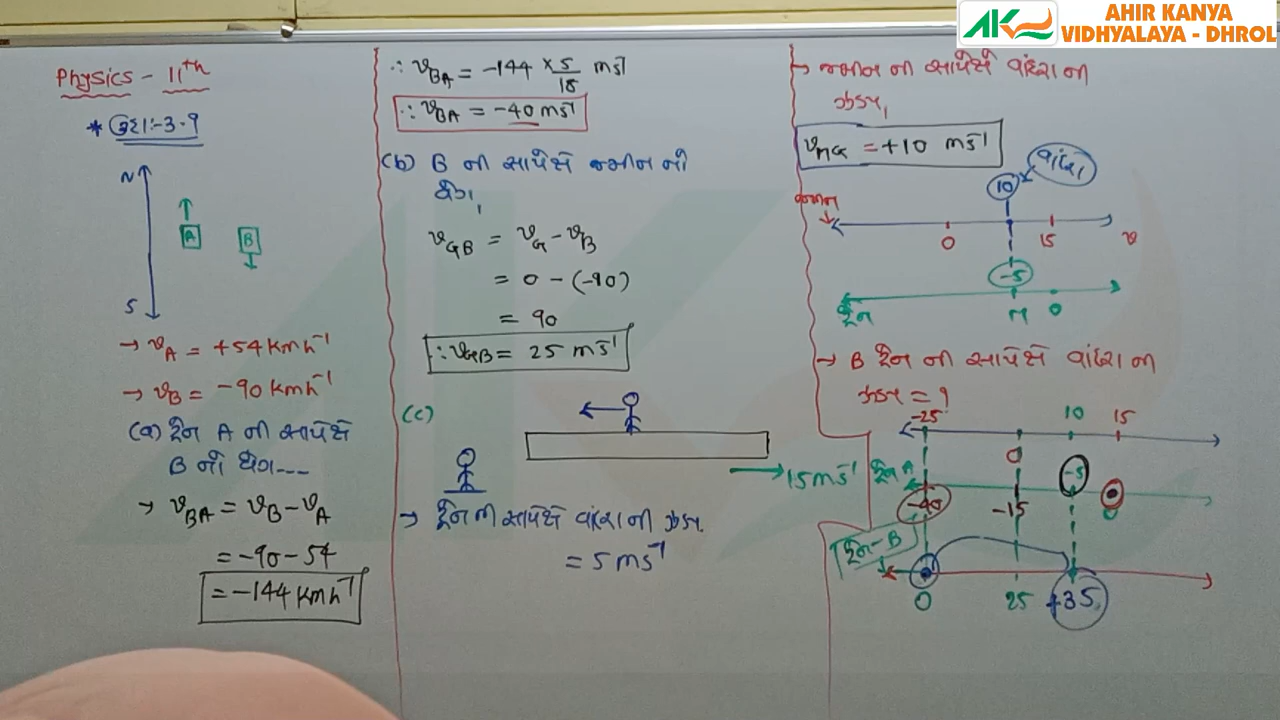 AHIR KANYA
VIDHYALAYA - DHROL
Physics - 11th
* ઉદા:-3.9
N
A
B
S
→ vA = +54 kmh⁻¹
→ vB = -90 kmh⁻¹
(a) ટ્રેન A ની સાપેક્ષે
B નો વેગ---
→ vBA = vB - vA
= -90 - 54
= -144 kmh⁻¹
∴ vBA = -144 × 5/18 ms⁻¹
∴ vBA = -40 ms⁻¹
(b) B ની સાપેક્ષે જમીન નો
વેગ,
vGB = vG - vB
= 0 - (-90)
= 90
∴ vGB = 25 ms⁻¹
(c)
15 ms⁻¹
→ ટ્રેન ની સાપેક્ષે વાંદરા ની ઝડપ
= 5 ms⁻¹
→ જમીન ની સાપેક્ષે વાંદરા ની
ઝડપ,
vMG = +10 ms⁻¹
વાંદરો
10
જમીન
0
15
v
-5
ટ્રેન
M
0
→ B ટ્રેન ની સાપેક્ષે વાંદરા ની
ઝડપ = ?
-25
10
15
0
ટ્રેન A
-5
-40
-15
0
ટ્રેન-B
0
25
+35